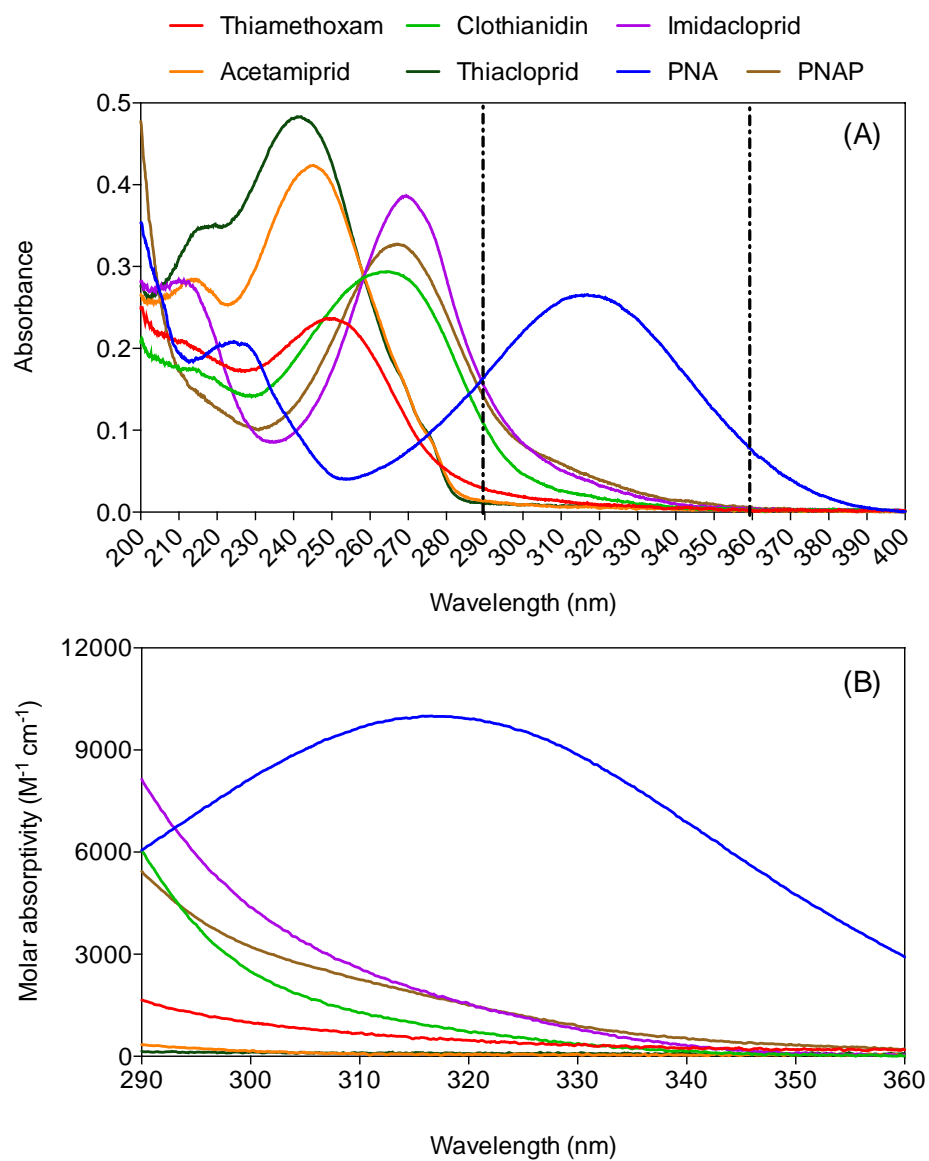 Thiamethoxam Clothianidin Imidacloprid
Acetamiprid Thiacloprid PNA PNAP
(A)
0.5
0.4
0.3
0.2
0.1
0.0
Absorbance
200 210 220 230 240 250 260 270 280 290 300 310 320 330 340 350 360 370 380 390 400
Wavelength (nm)
(B)
12000
9000
6000
3000
0
Molar absorptivity (M⁻¹ cm⁻¹)
290 300 310 320 330 340 350 360
Wavelength (nm)